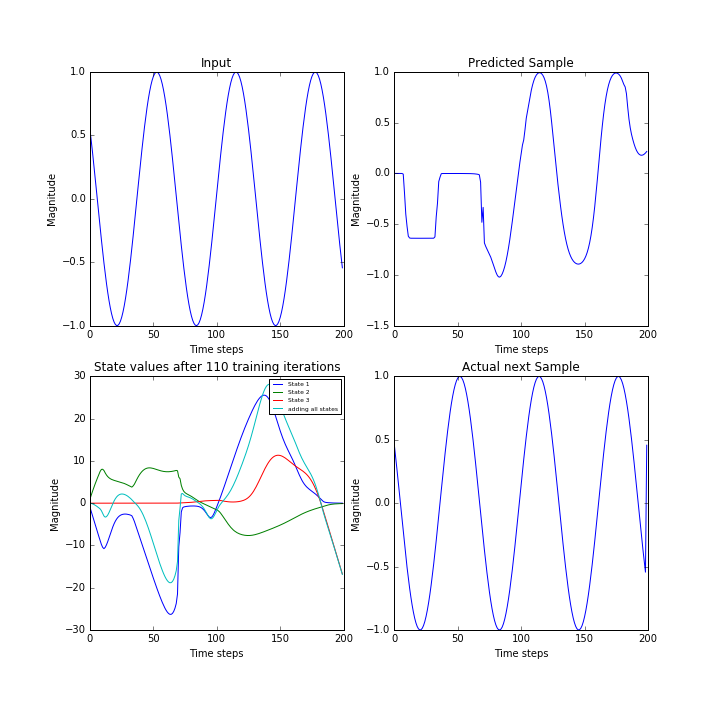 Input
Magnitude
1.0
0.5
0.0
−0.5
−1.0
0 50 100 150 200
Time steps
Predicted Sample
Magnitude
1.0
0.5
0.0
−0.5
−1.0
−1.5
0 50 100 150 200
Time steps
State values after 110 training iterations
Magnitude
30
20
10
0
−10
−20
−30
0 50 100 150 200
Time steps
State 1
State 2
State 3
adding all states
Actual next Sample
Magnitude
1.0
0.5
0.0
−0.5
−1.0
0 50 100 150 200
Time steps